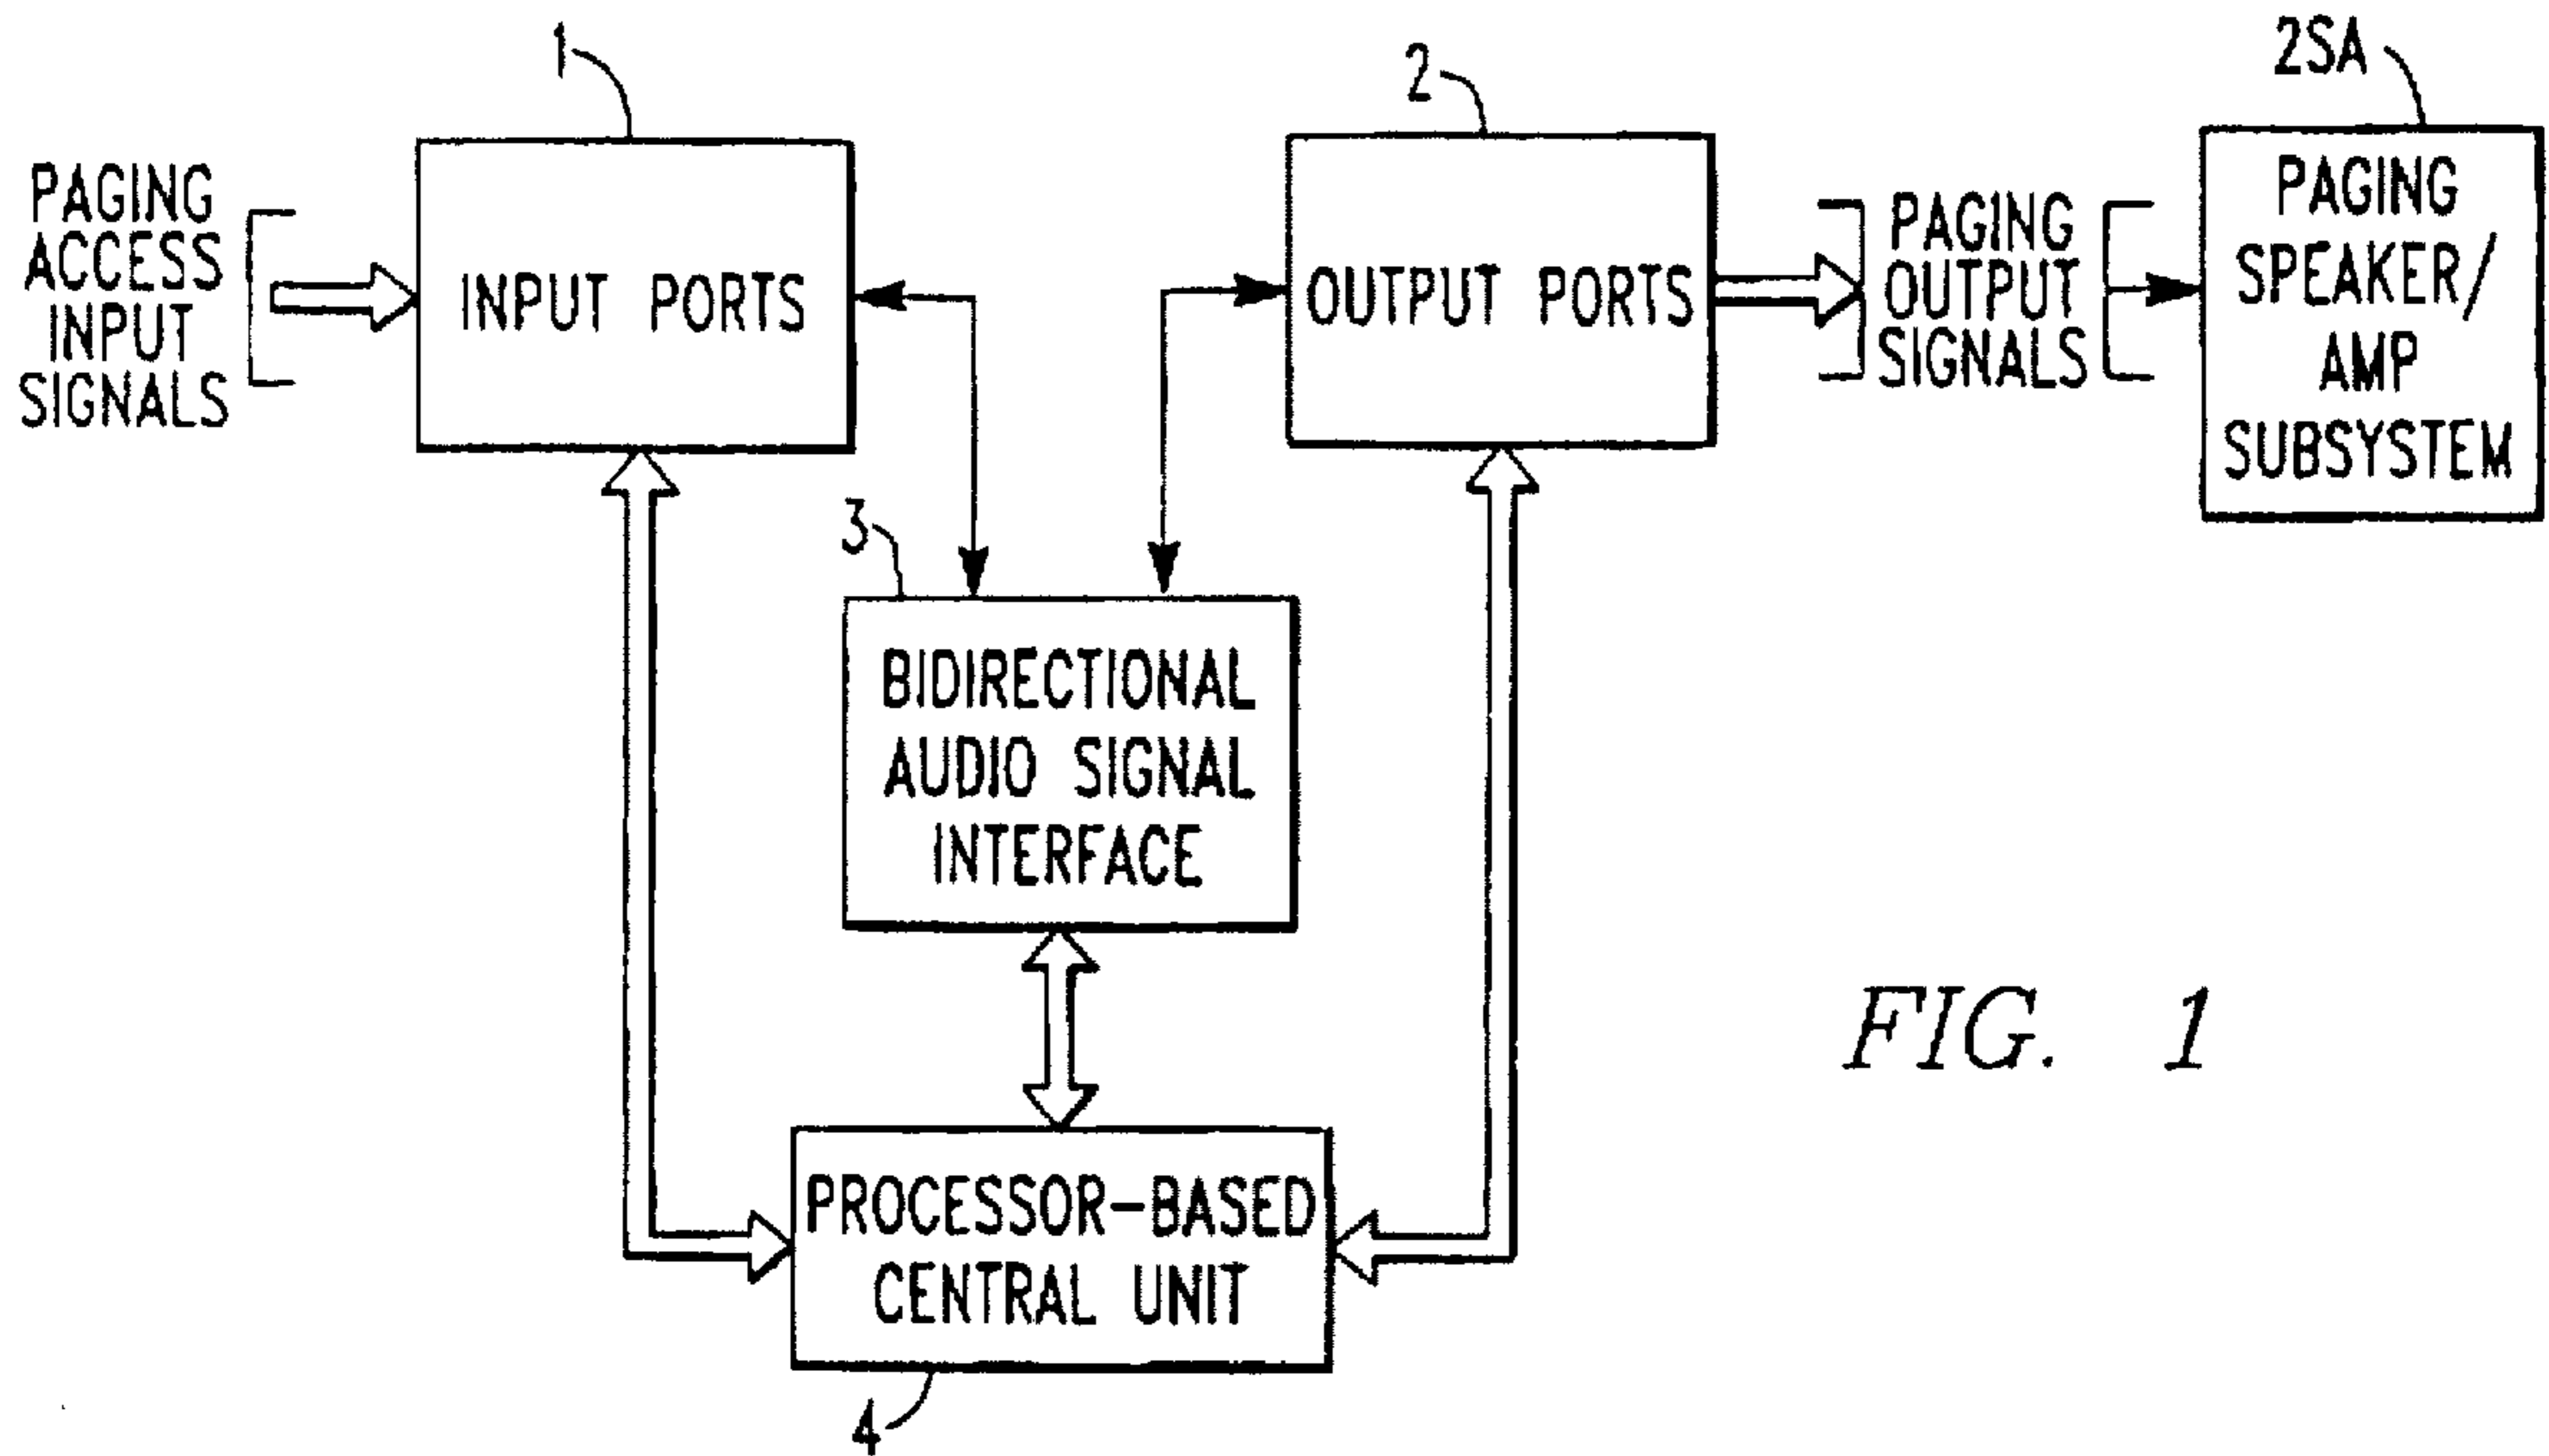 1
2
2SA
PAGING
ACCESS
INPUT
SIGNALS
INPUT PORTS
OUTPUT PORTS
PAGING
OUTPUT
SIGNALS
PAGING
SPEAKER/
AMP
SUBSYSTEM
3
BIDIRECTIONAL
AUDIO SIGNAL
INTERFACE
PROCESSOR-BASED
CENTRAL UNIT
4
FIG. 1